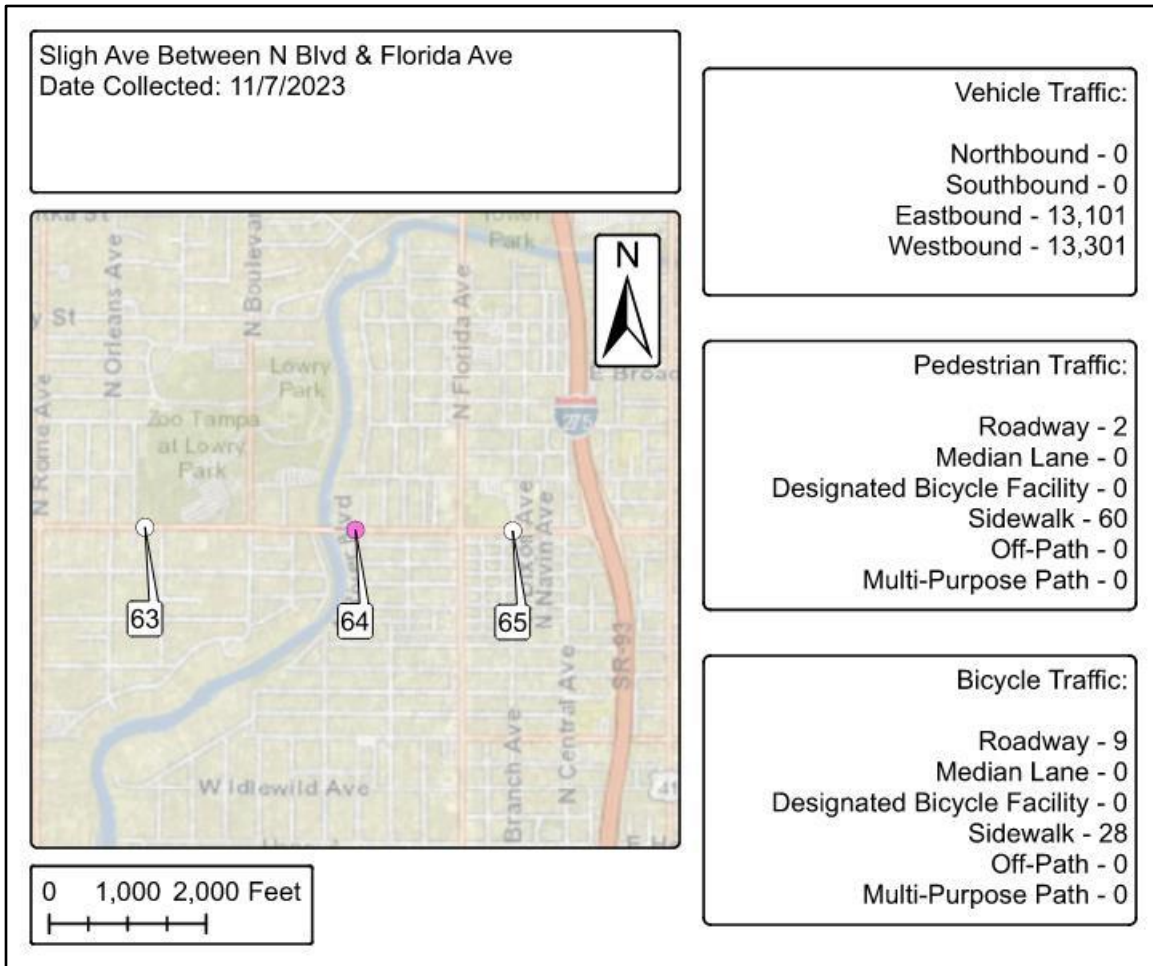 Sligh Ave Between N Blvd & Florida Ave
Date Collected: 11/7/2023
Vehicle Traffic:
Northbound - 0
Southbound - 0
Eastbound - 13,101
Westbound - 13,301
Pedestrian Traffic:
Roadway - 2
Median Lane - 0
Designated Bicycle Facility - 0
Sidewalk - 60
Off-Path - 0
Multi-Purpose Path - 0
Bicycle Traffic:
Roadway - 9
Median Lane - 0
Designated Bicycle Facility - 0
Sidewalk - 28
Off-Path - 0
Multi-Purpose Path - 0
N
Park
St
N Orleans Ave
N Boulevar
N Florida Ave
Lowry
Park
E Broad
275
Zoo Tampa
at Lowry
Park
N Rome Ave
Blvd
Ave
N Navin Ave
63
64
65
SR-93
N Central Ave
Branch Ave
W Idlewild Ave
41
0 1,000 2,000 Feet